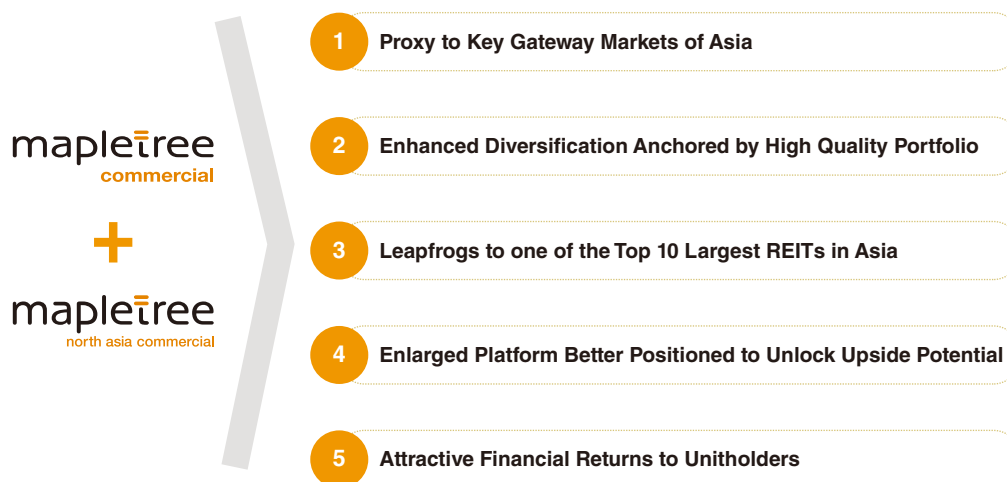 mapletree
commercial
+
mapletree
north asia commercial
1 Proxy to Key Gateway Markets of Asia
2 Enhanced Diversification Anchored by High Quality Portfolio
3 Leapfrogs to one of the Top 10 Largest REITs in Asia
4 Enlarged Platform Better Positioned to Unlock Upside Potential
5 Attractive Financial Returns to Unitholders